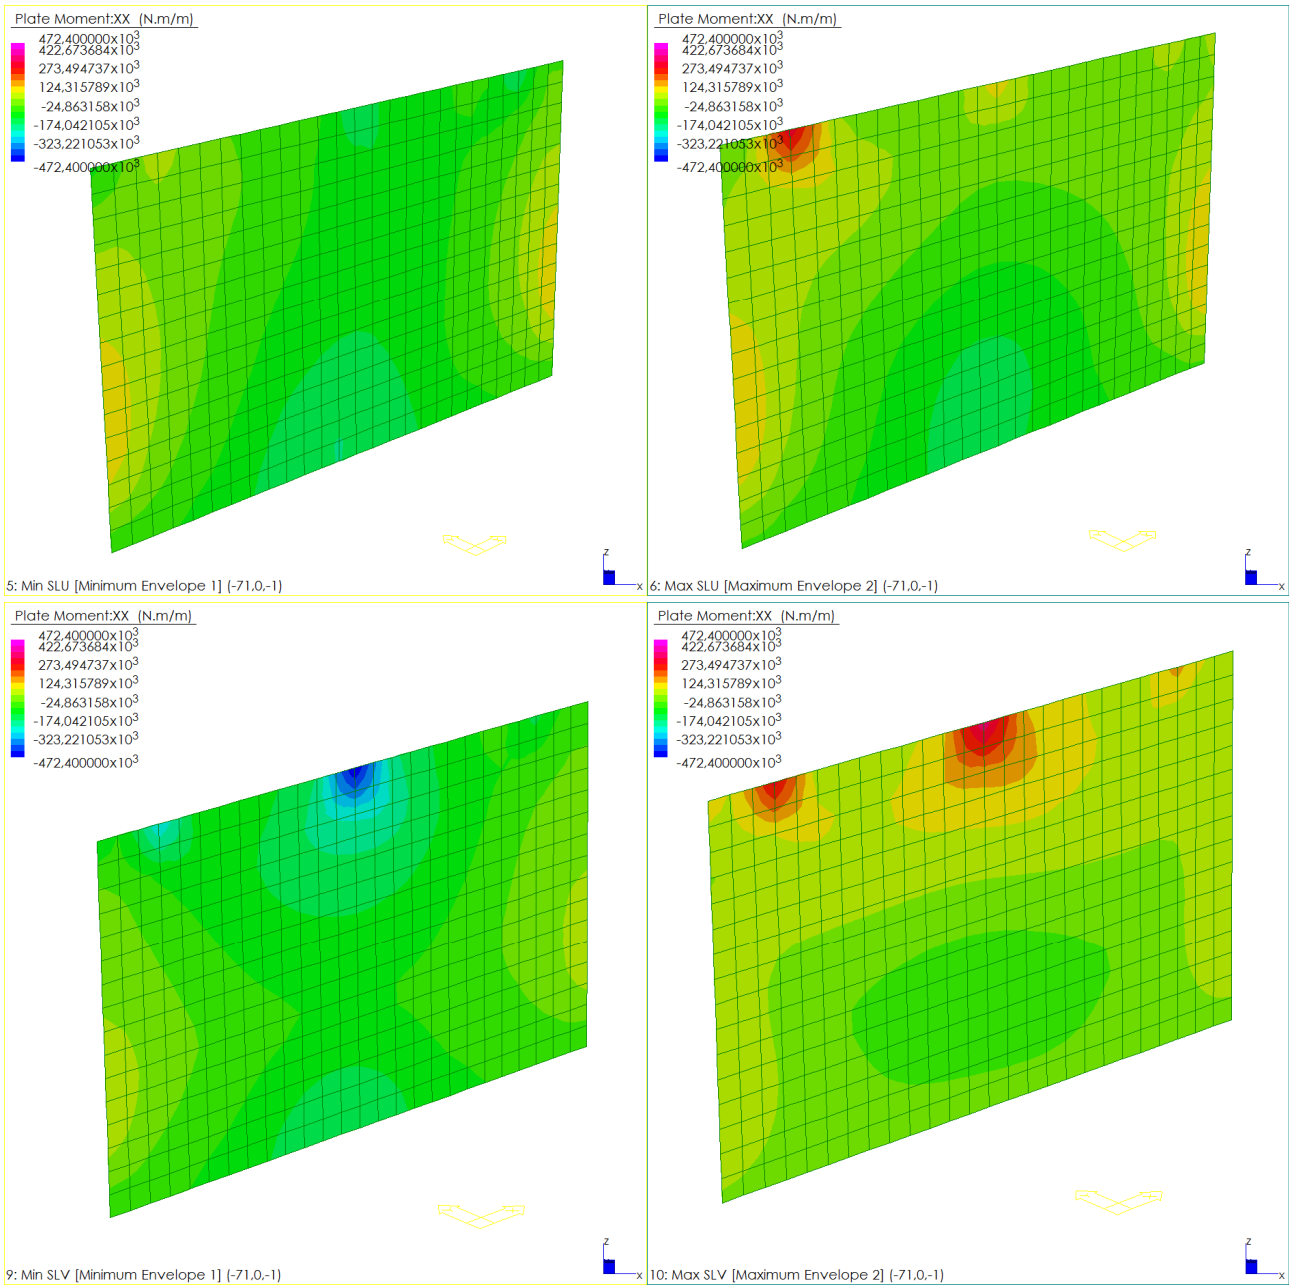 Plate Moment:XX (N.m/m)
472,400000x10³
422,673684x10³
273,494737x10³
124,315789x10³
-24,863158x10³
-174,042105x10³
-323,221053x10³
-472,400000x10³
z
x
5: Min SLU [Minimum Envelope 1] (-71,0,-1)
Plate Moment:XX (N.m/m)
472,400000x10³
422,673684x10³
273,494737x10³
124,315789x10³
-24,863158x10³
-174,042105x10³
-323,221053x10³
-472,400000x10³
z
x
6: Max SLU [Maximum Envelope 2] (-71,0,-1)
Plate Moment:XX (N.m/m)
472,400000x10³
422,673684x10³
273,494737x10³
124,315789x10³
-24,863158x10³
-174,042105x10³
-323,221053x10³
-472,400000x10³
z
x
9: Min SLV [Minimum Envelope 1] (-71,0,-1)
Plate Moment:XX (N.m/m)
472,400000x10³
422,673684x10³
273,494737x10³
124,315789x10³
-24,863158x10³
-174,042105x10³
-323,221053x10³
-472,400000x10³
z
x
10: Max SLV [Maximum Envelope 2] (-71,0,-1)